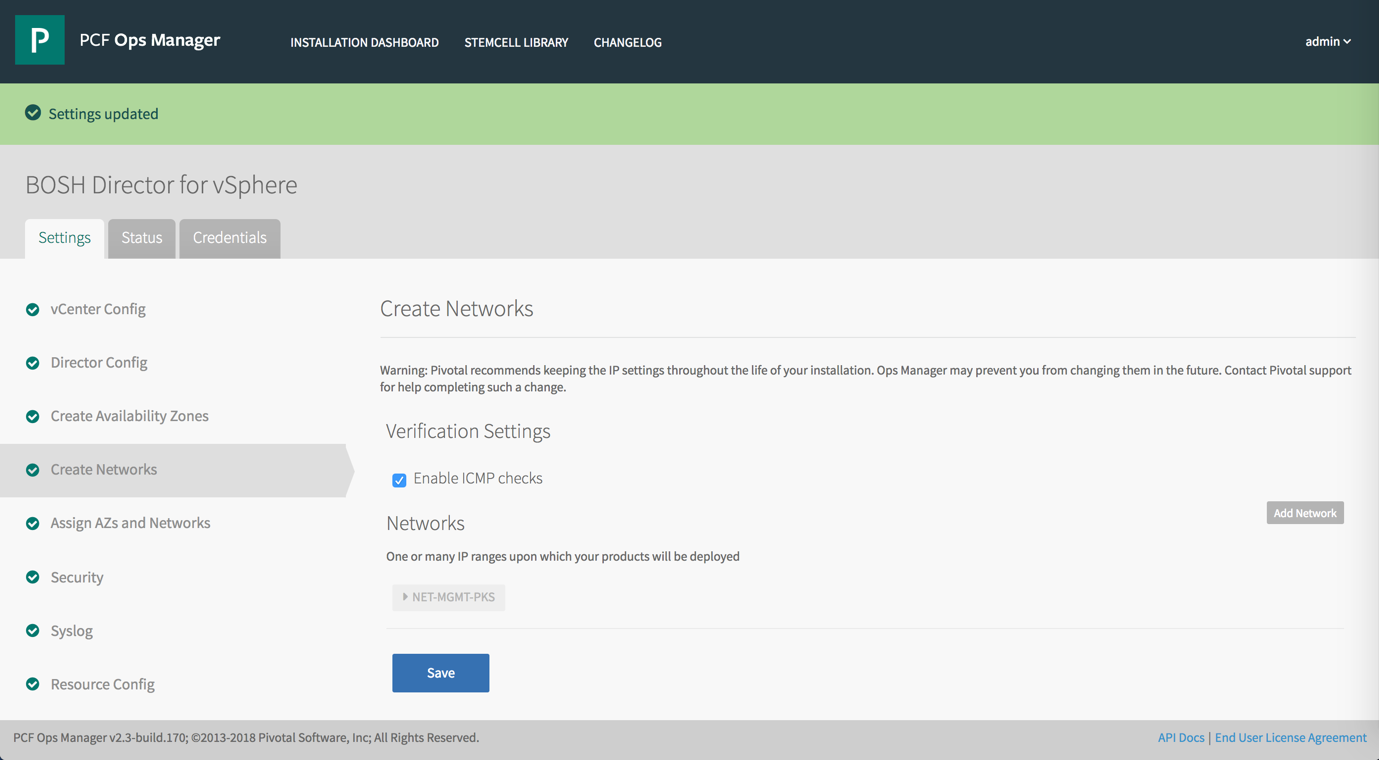 P
PCF Ops Manager
INSTALLATION DASHBOARD
STEMCELL LIBRARY
CHANGELOG
admin
Settings updated
BOSH Director for vSphere
Settings
Status
Credentials
vCenter Config
Director Config
Create Availability Zones
Create Networks
Assign AZs and Networks
Security
Syslog
Resource Config
Create Networks
Warning: Pivotal recommends keeping the IP settings throughout the life of your installation. Ops Manager may prevent you from changing them in the future. Contact Pivotal support
for help completing such a change.
Verification Settings
Enable ICMP checks
Networks
Add Network
One or many IP ranges upon which your products will be deployed
NET-MGMT-PKS
Save
PCF Ops Manager v2.3-build.170; ©2013-2018 Pivotal Software, Inc; All Rights Reserved.
API Docs | End User License Agreement